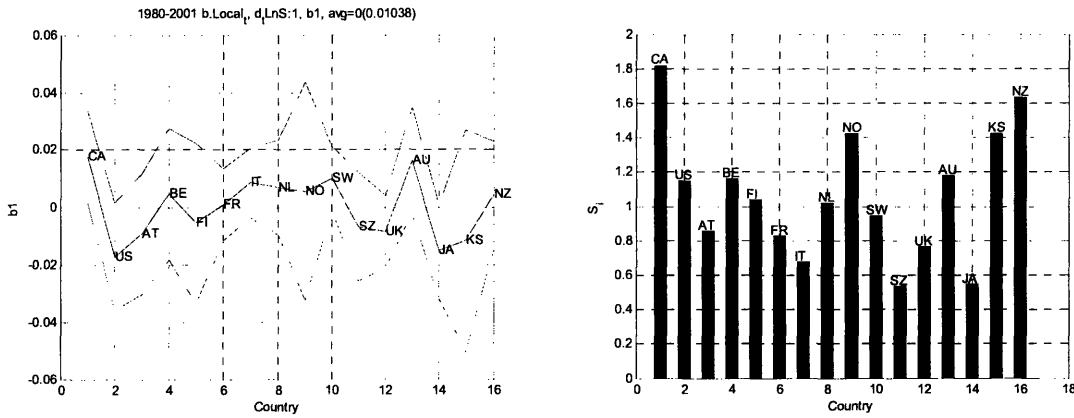 1980-2001 b.Local_t, d_tLnS:1, b1, avg=0(0.01038)
0.06
0.04
0.02
0
-0.02
-0.04
-0.06
b1
CA
US
AT
BE
FI
FR
IT
NL
NO
SW
SZ
UK
AU
JA
KS
NZ
0 2 4 6 8 10 12 14 16
Country
2
1.8
1.6
1.4
1.2
1
0.8
0.6
0.4
0.2
0
S_i
CA
US
AT
BE
FI
FR
IT
NL
NO
SW
SZ
UK
AU
JA
KS
NZ
0 2 4 6 8 10 12 14 16 18
Country